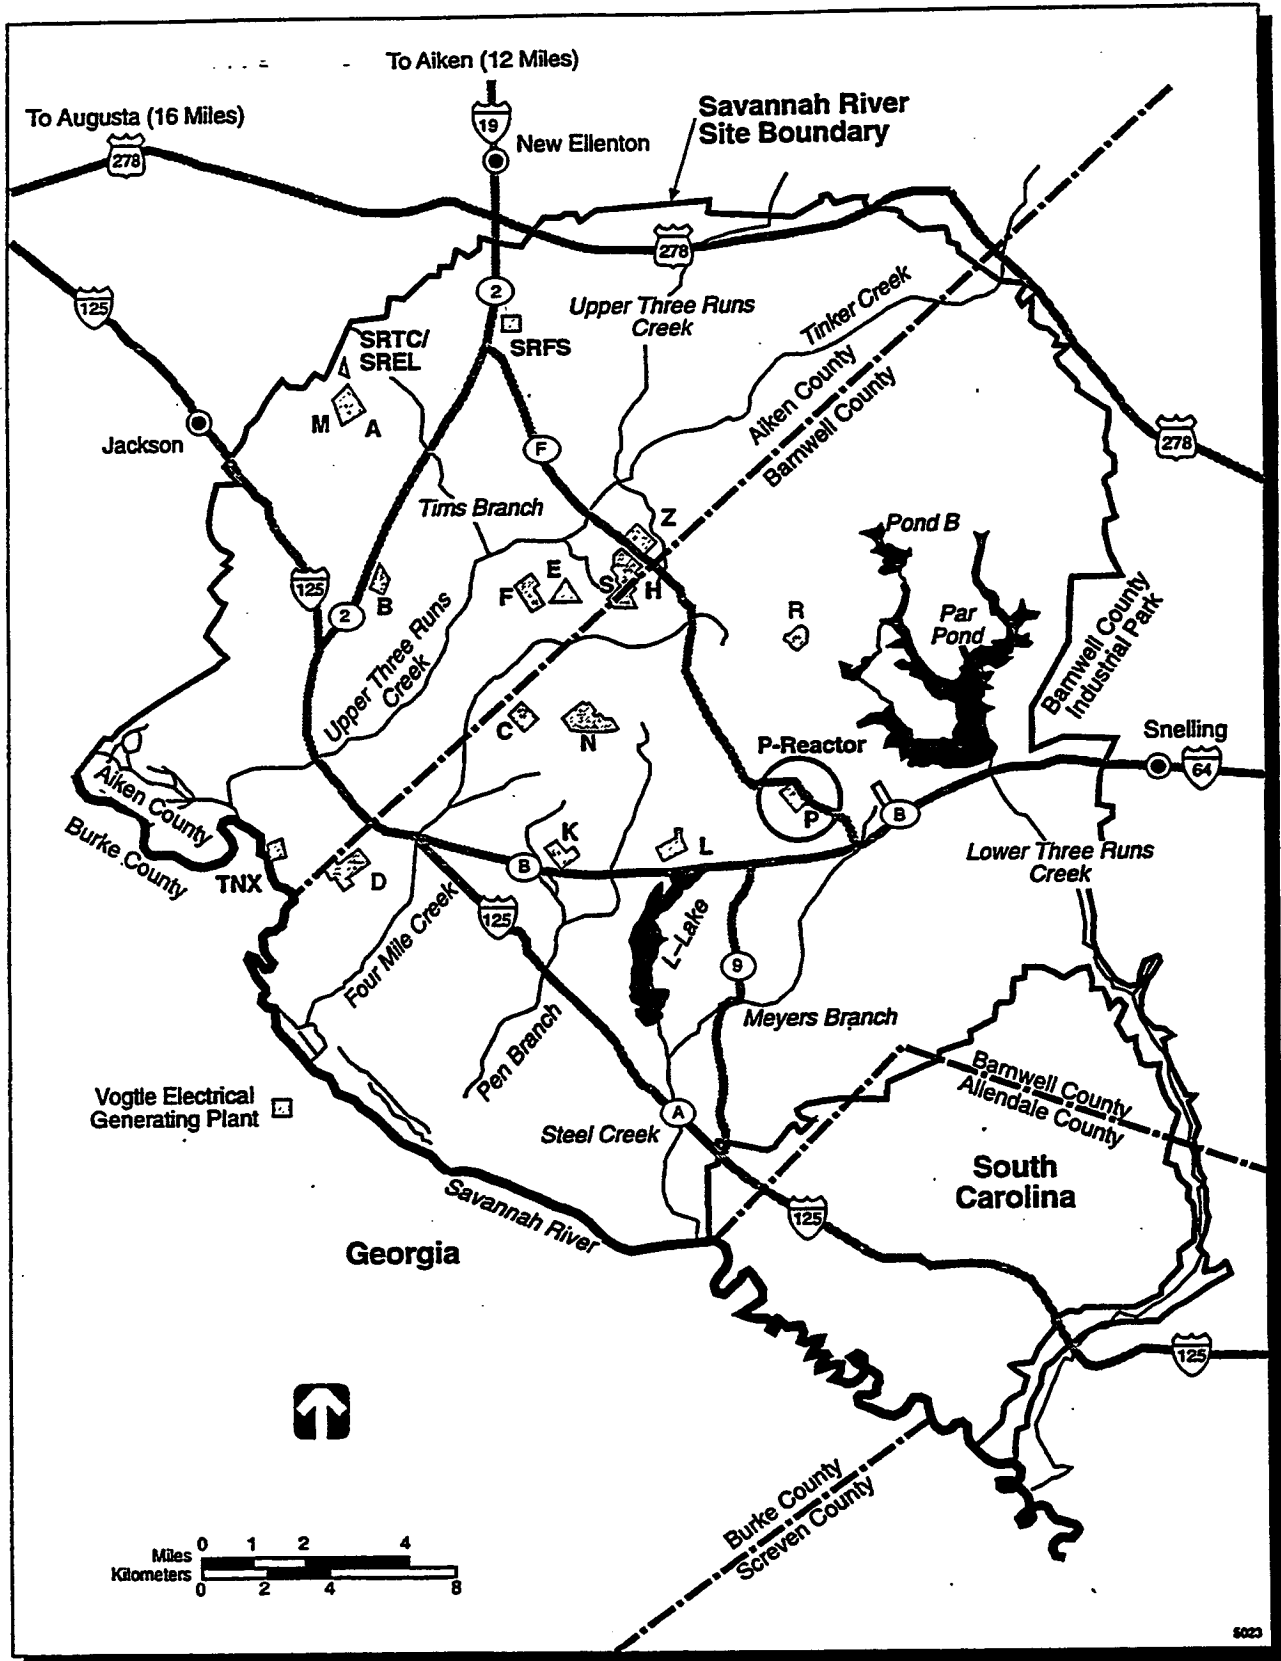 To Aiken (12 Miles)
To Augusta (16 Miles)
Savannah River
Site Boundary
19
New Ellenton
278
278
125
2
Upper Three Runs
Creek
Tinker Creek
SRTC/
SREL
SRFS
Aiken County
Barnwell County
M
A
Jackson
F
278
Tims Branch
Z
Pond B
125
2
B
F
E
S
H
R
Par
Pond
Barnwell County
Industrial Park
Upper Three Runs
Creek
C
N
P-Reactor
Snelling
64
Aiken County
Burke County
P
B
K
L
B
Lower Three Runs
Creek
TNX
D
125
Four Mile Creek
L-Lake
9
Pen Branch
Meyers Branch
Barnwell County
Allendale County
Vogtle Electrical
Generating Plant
A
Steel Creek
South
Carolina
Savannah River
125
Georgia
125
Burke County
Screven County
0 1 2 4
Miles
Kilometers
0 2 4 8
5023